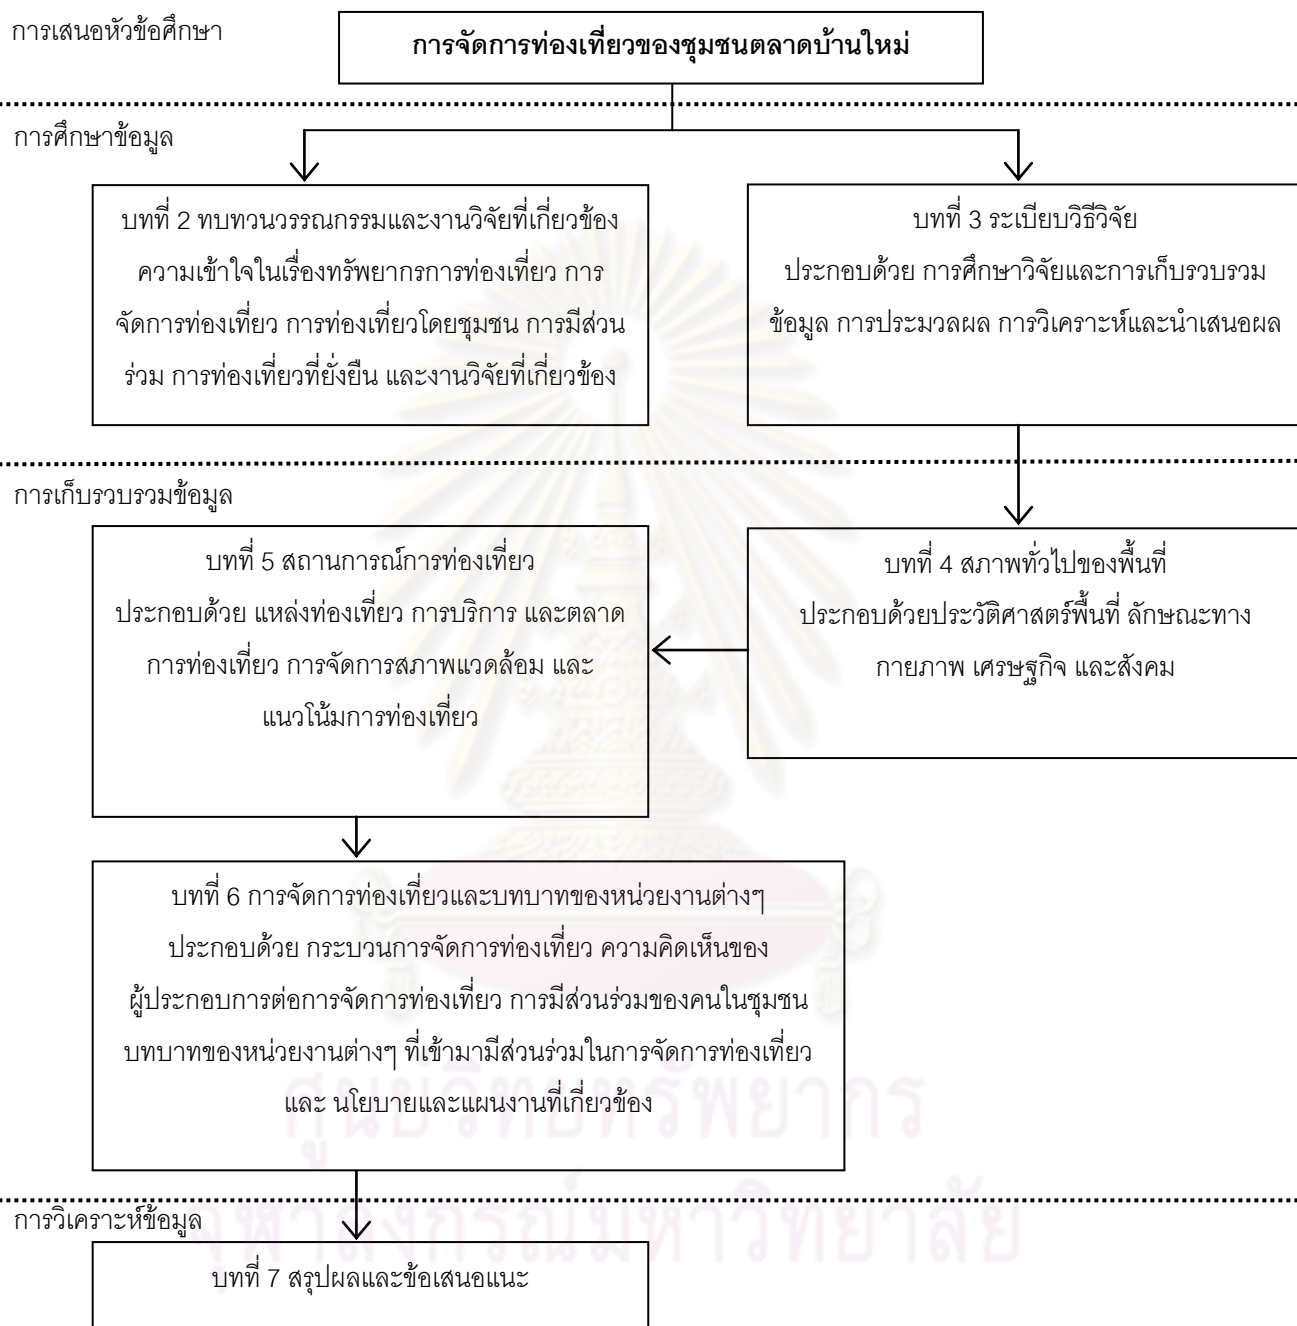 การเสนอหัวข้อศึกษา
การจัดการท่องเที่ยวของชุมชนตลาดบ้านใหม่
การศึกษาข้อมูล
บทที่ 2 ทบทวนวรรณกรรมและงานวิจัยที่เกี่ยวข้อง
ความเข้าใจในเรื่องทรัพยากรการท่องเที่ยว การ
จัดการท่องเที่ยว การท่องเที่ยวโดยชุมชน การมีส่วน
ร่วม การท่องเที่ยวที่ยั่งยืน และงานวิจัยที่เกี่ยวข้อง
บทที่ 3 ระเบียบวิธีวิจัย
ประกอบด้วย การศึกษาวิจัยและการเก็บรวบรวม
ข้อมูล การประมวลผล การวิเคราะห์และนำเสนอผล
การเก็บรวบรวมข้อมูล
บทที่ 4 สภาพทั่วไปของพื้นที่
ประกอบด้วยประวัติศาสตร์พื้นที่ ลักษณะทาง
กายภาพ เศรษฐกิจ และสังคม
บทที่ 5 สถานการณ์การท่องเที่ยว
ประกอบด้วย แหล่งท่องเที่ยว การบริการ และตลาด
การท่องเที่ยว การจัดการสภาพแวดล้อม และ
แนวโน้มการท่องเที่ยว
บทที่ 6 การจัดการท่องเที่ยวและบทบาทของหน่วยงานต่างๆ
ประกอบด้วย กระบวนการจัดการท่องเที่ยว ความคิดเห็นของ
ผู้ประกอบการต่อการจัดการท่องเที่ยว การมีส่วนร่วมของคนในชุมชน
บทบาทของหน่วยงานต่างๆ ที่เข้ามามีส่วนร่วมในการจัดการท่องเที่ยว
และ นโยบายและแผนงานที่เกี่ยวข้อง
ศูนย์วิทยทรัพยากร
จุฬาลงกรณ์มหาวิทยาลัย
การวิเคราะห์ข้อมูล
บทที่ 7 สรุปผลและข้อเสนอแนะ